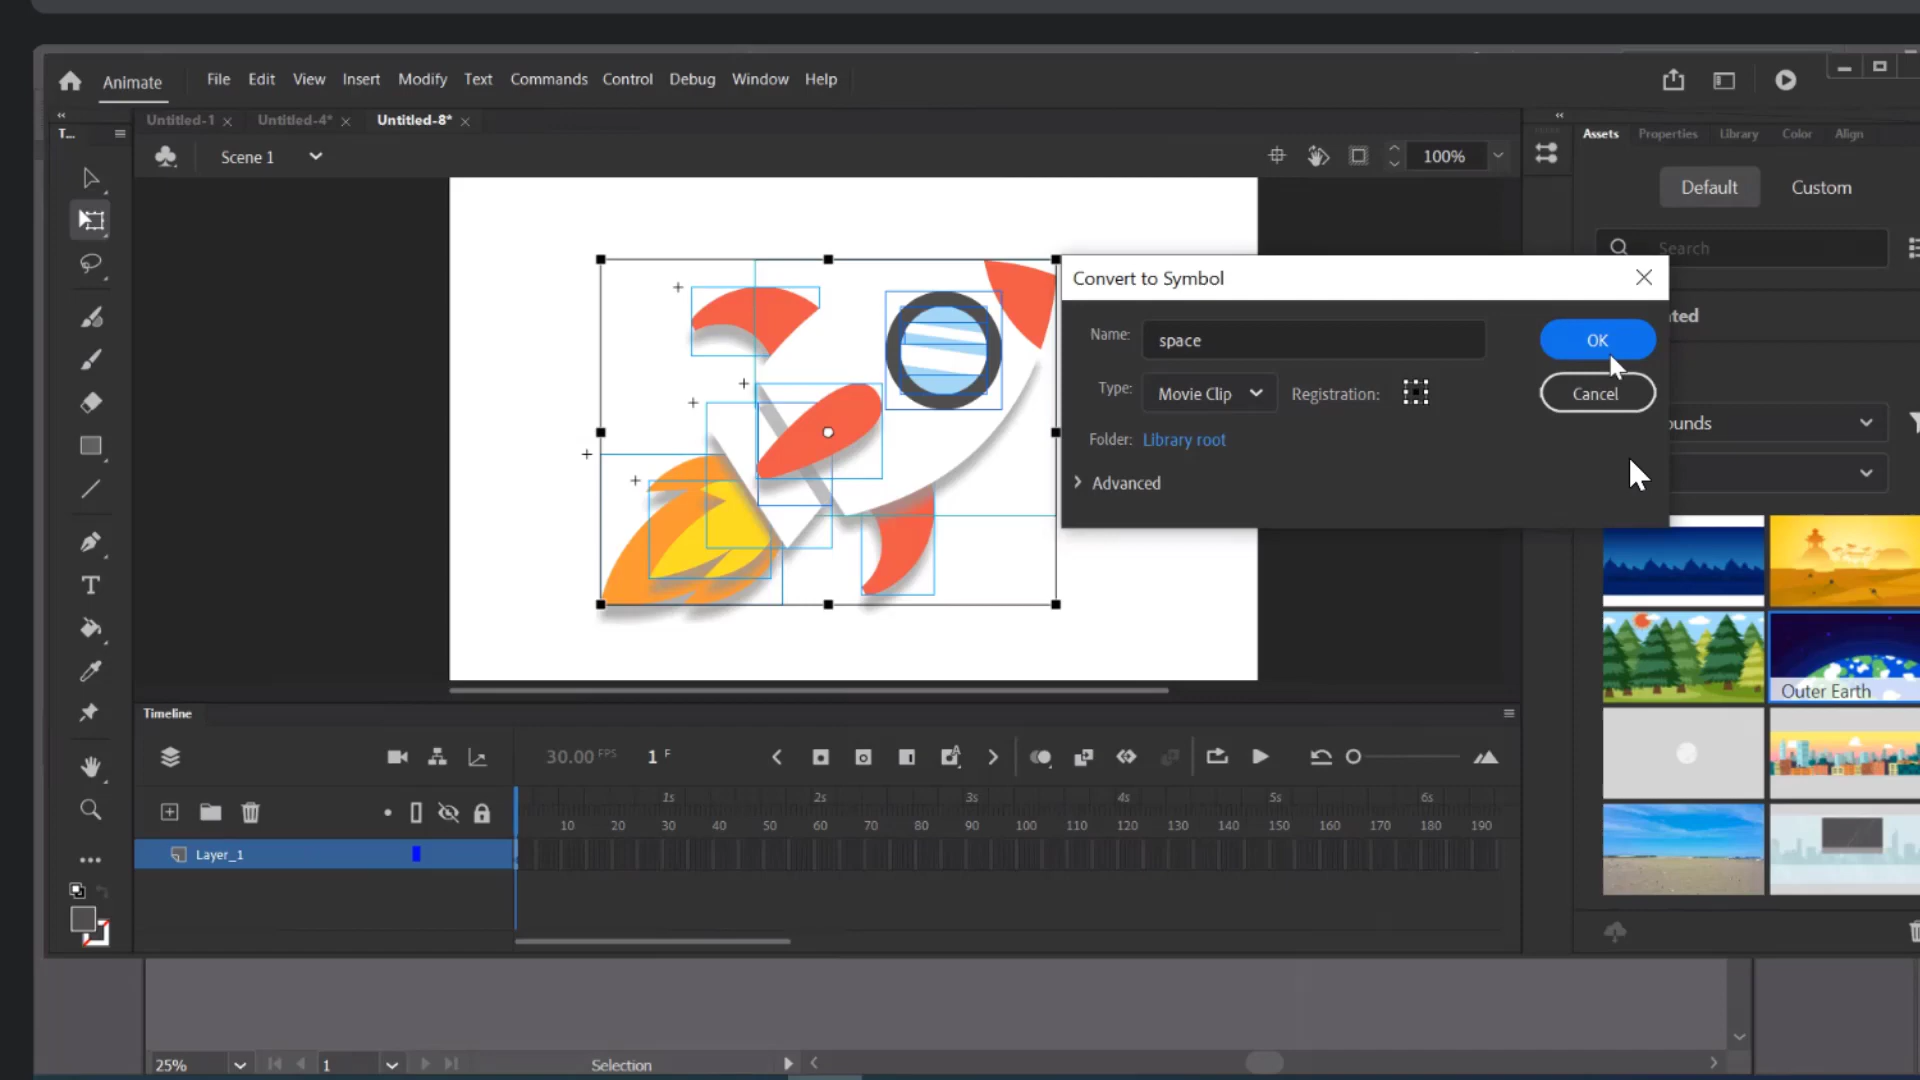 Animate File Edit View Insert Modify Text Commands Control Debug Window Help
Untitled-1 Untitled-4* Untitled-8*
T...
Assets Properties Library Color Align
Scene 1
100%
Default Custom
Search
Convert to Symbol
Name: space
OK
Type: Movie Clip Registration:
Cancel
Folder: Library root
Advanced
Outer Earth
Timeline
30.00 FPS 1 F
1s 2s 3s 4s 5s 6s
10 20 30 40 50 60 70 80 90 100 110 120 130 140 150 160 170 180 190
Layer_1
25% 1 Selection